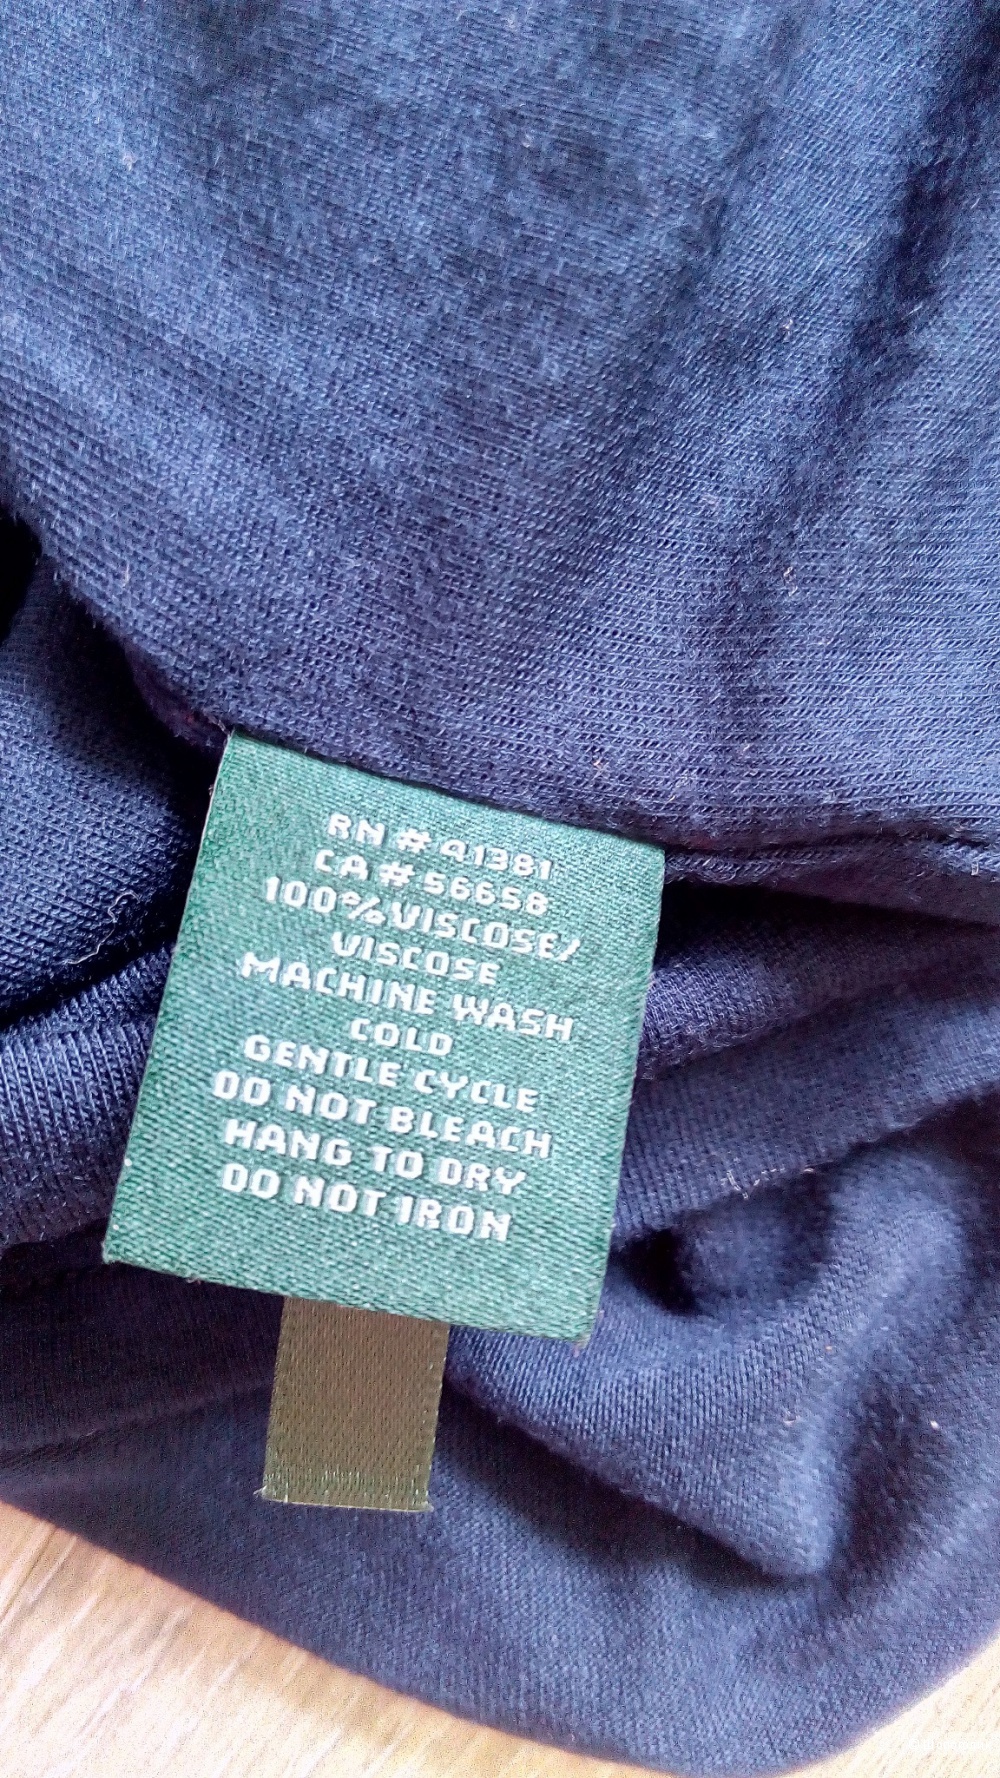 RN # 41381
CA # 56658
100% VISCOSE/
VISCOSE
MACHINE WASH
COLD
GENTLE CYCLE
DO NOT BLEACH
HANG TO DRY
DO NOT IRON